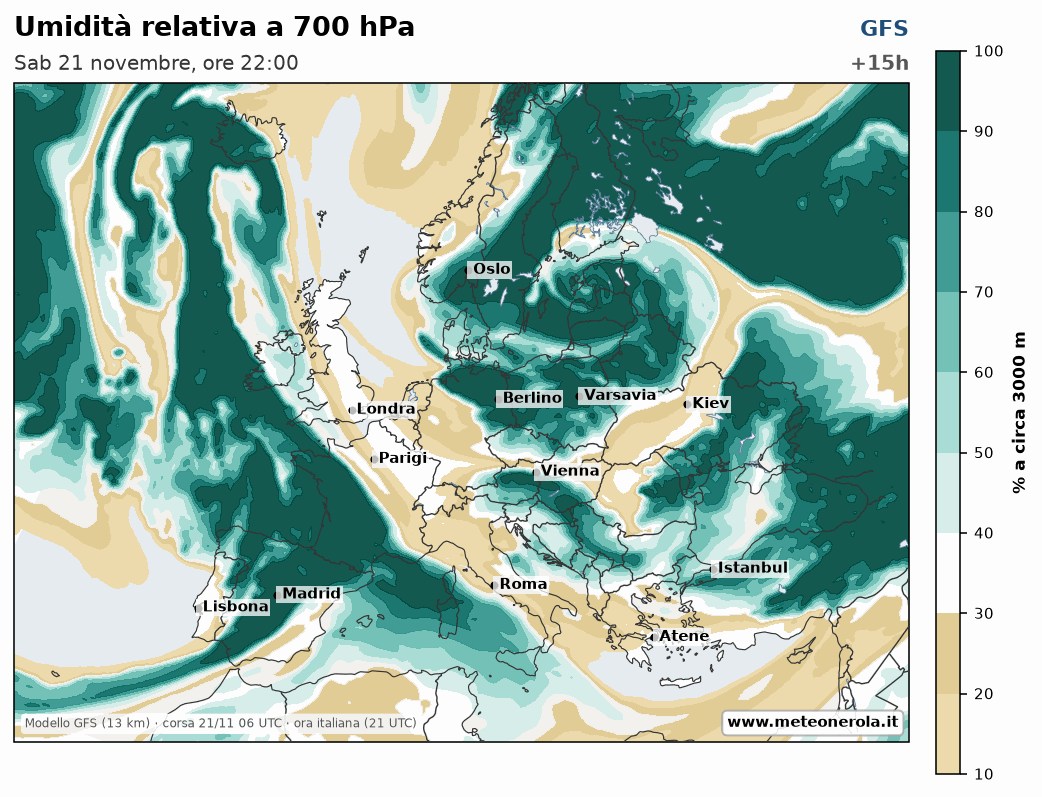 Umidità relativa a 700 hPa
GFS
Sab 21 novembre, ore 22:00
+15h
100
90
80
70
60
50
40
30
20
10
% a circa 3000 m
Oslo
Londra
Berlino
Varsavia
Kiev
Parigi
Vienna
Istanbul
Roma
Madrid
Lisbona
Atene
Modello GFS (13 km) · corsa 21/11 06 UTC · ora italiana (21 UTC)
www.meteonerola.it